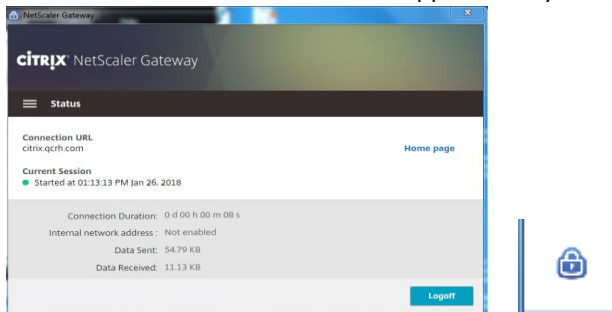 NetScaler Gateway
CİTRIX NetScaler Gateway
Status
Connection URL
citrix.qcrh.com
Home page
Current Session
Started at 01:13:13 PM Jan 26, 2018
Connection Duration: 0 d 00 h 00 m 08 s
Internal network address : Not enabled
Data Sent: 54.79 KB
Data Received: 11.13 KB
Logoff